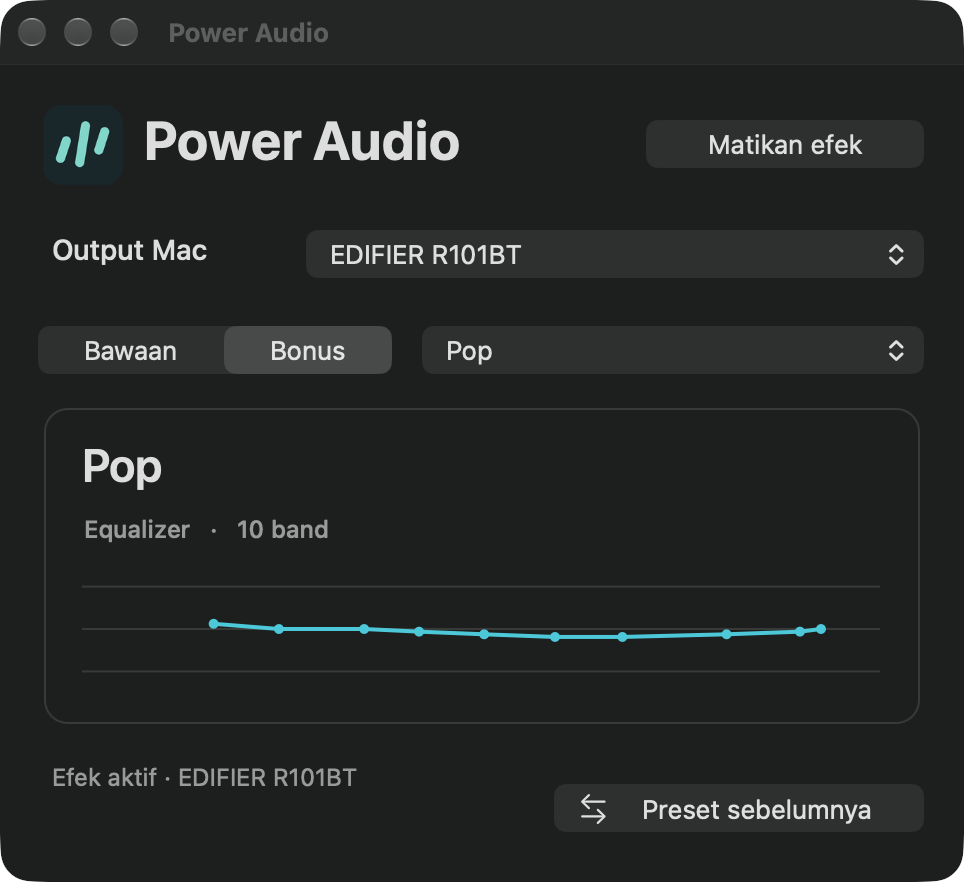 Power Audio
Power Audio
Matikan efek
Output Mac
EDIFIER R101BT
Bawaan
Bonus
Pop
Pop
Equalizer · 10 band
Efek aktif · EDIFIER R101BT
Preset sebelumnya